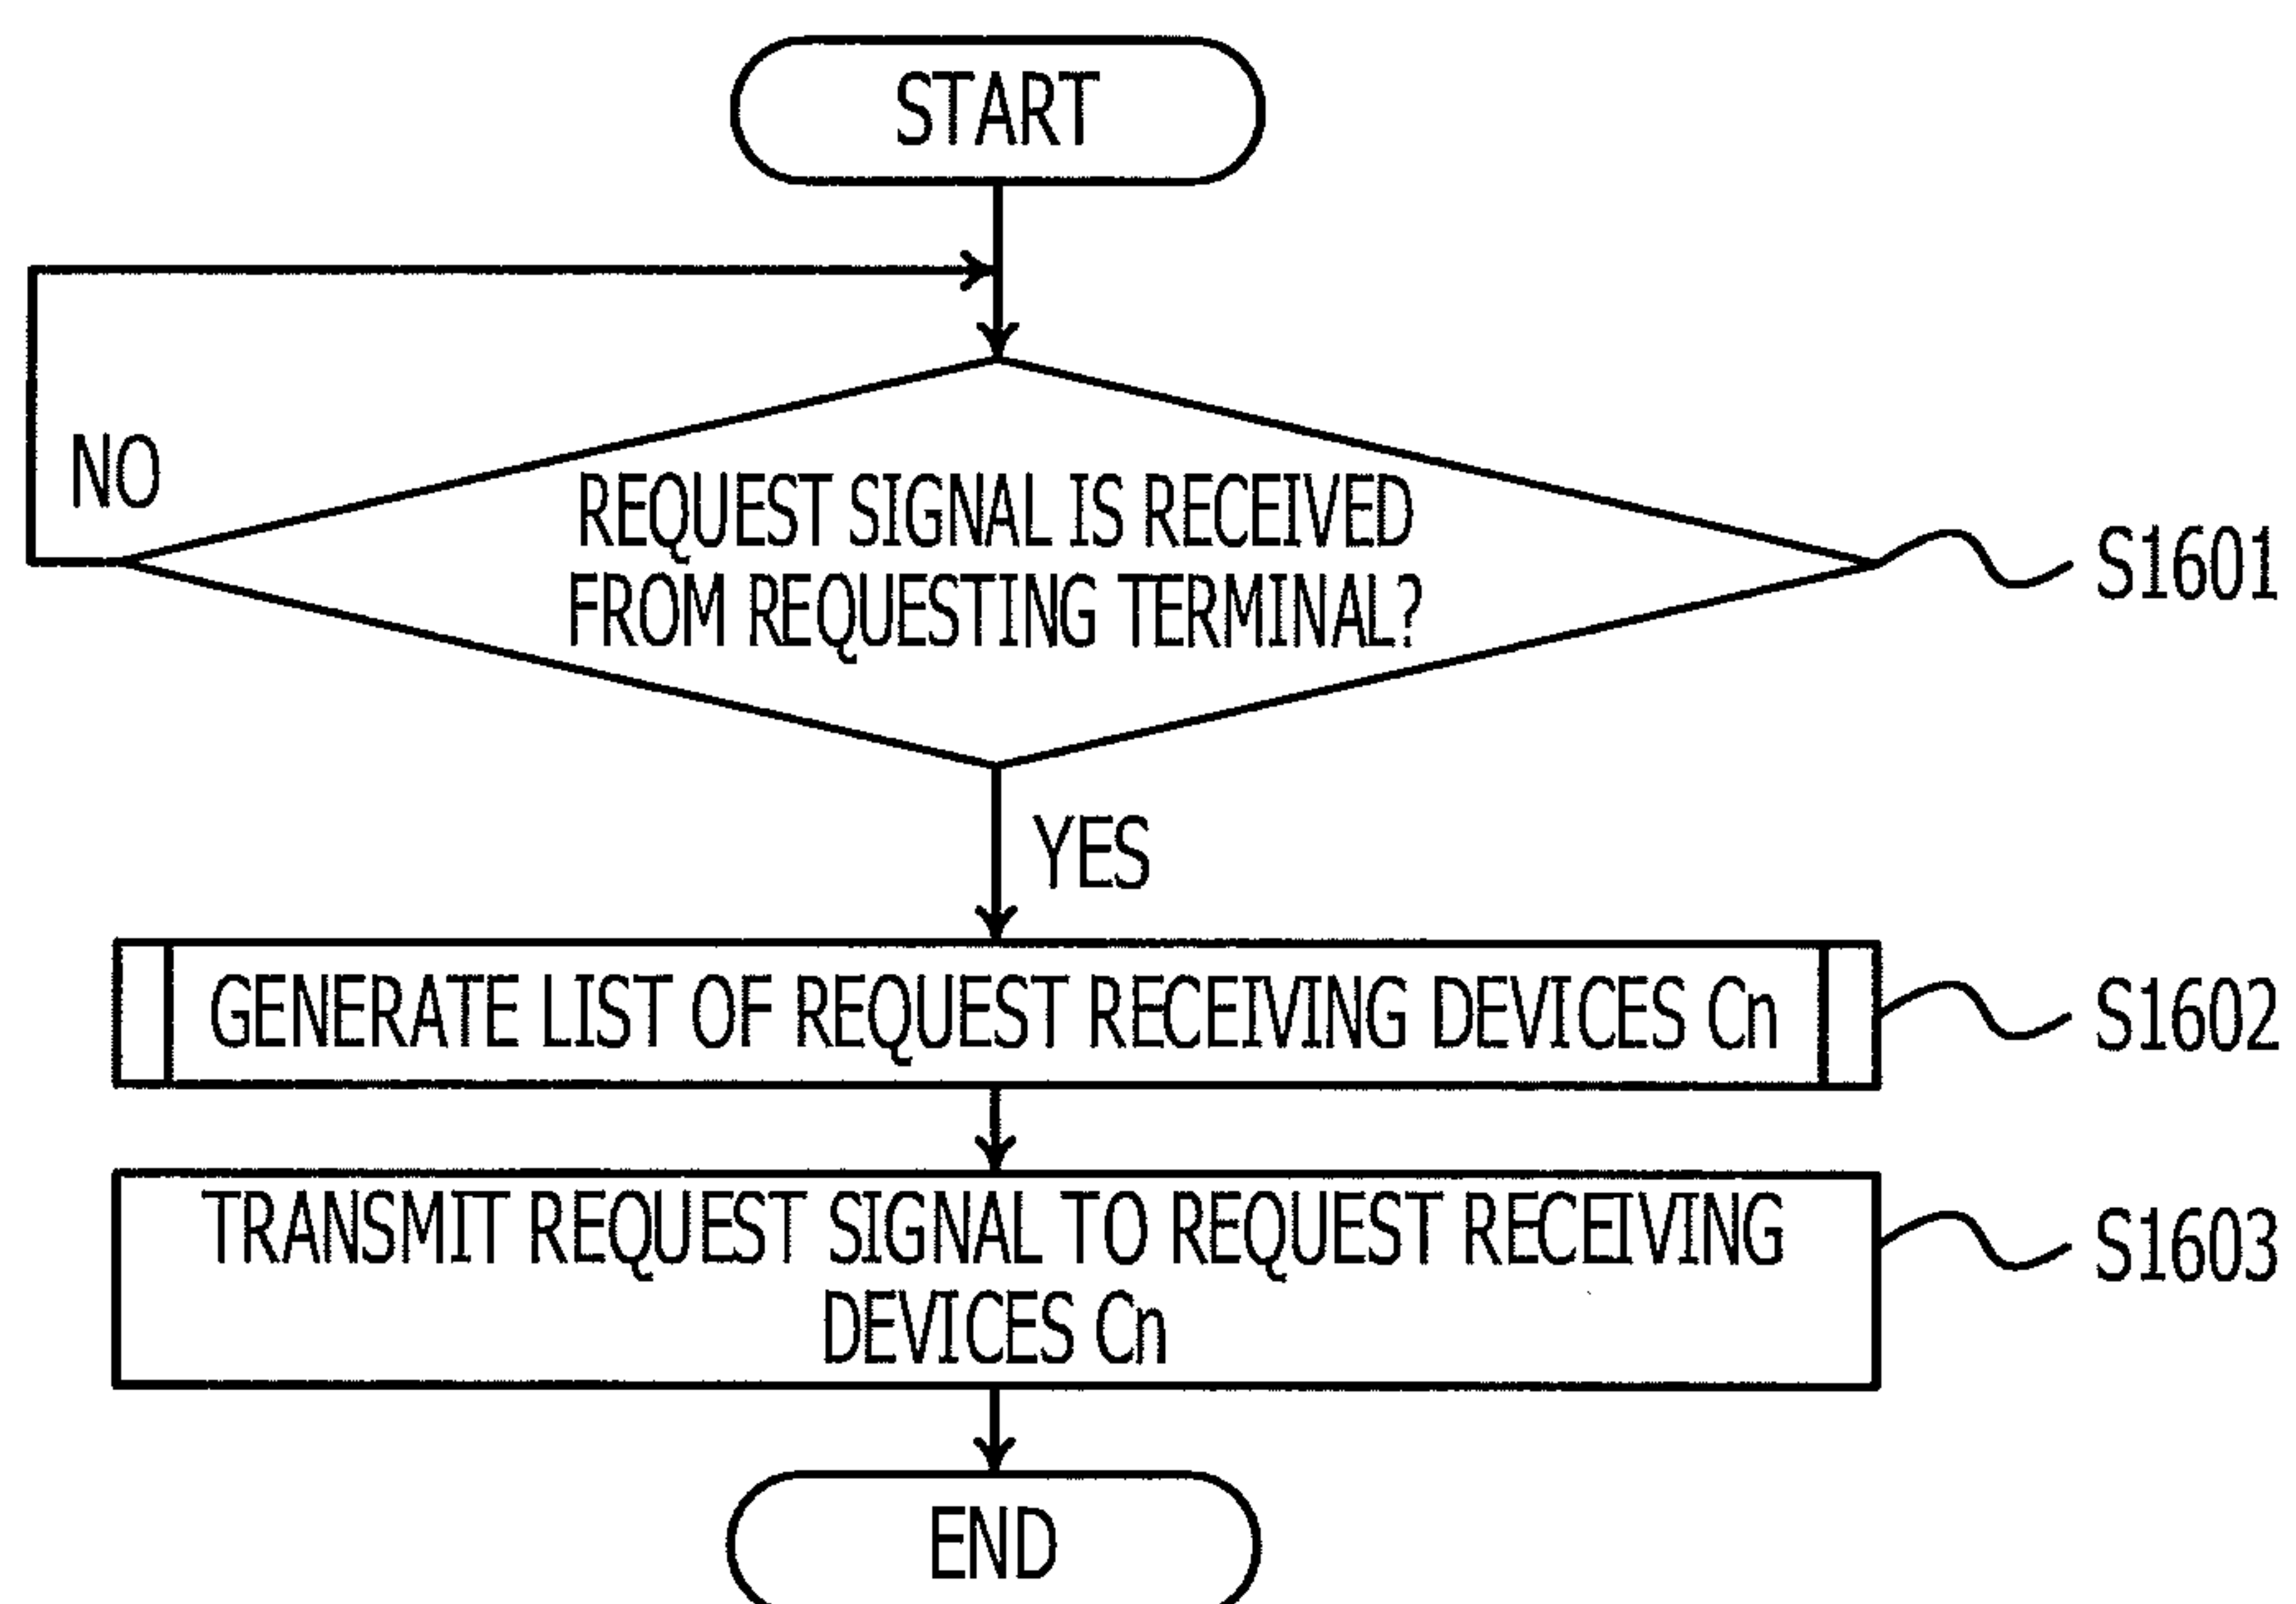 START
NO
REQUEST SIGNAL IS RECEIVED
FROM REQUESTING TERMINAL?
S1601
YES
GENERATE LIST OF REQUEST RECEIVING DEVICES Cn
S1602
TRANSMIT REQUEST SIGNAL TO REQUEST RECEIVING
DEVICES Cn
S1603
END